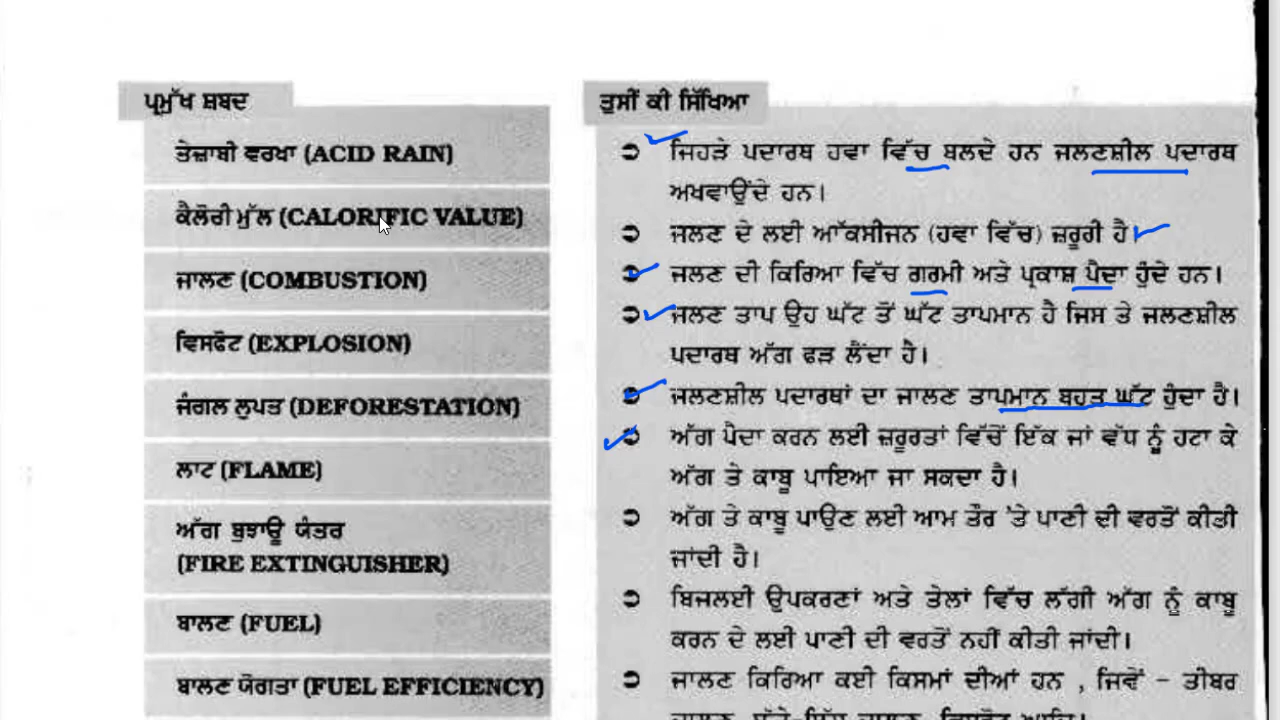 ਪ੍ਰਮੁੱਖ ਸ਼ਬਦ
ਤੇਜ਼ਾਬੀ ਵਰਖਾ (ACID RAIN)
ਕੈਲੋਰੀ ਮੁੱਲ (CALORIFIC VALUE)
ਜਾਲਣ (COMBUSTION)
ਵਿਸਫੋਟ (EXPLOSION)
ਜੰਗਲ ਲੁਪਤ (DEFORESTATION)
ਲਾਟ (FLAME)
ਅੱਗ ਬੁਝਾਊ ਯੰਤਰ
(FIRE EXTINGUISHER)
ਬਾਲਣ (FUEL)
ਬਾਲਣ ਯੋਗਤਾ (FUEL EFFICIENCY)
ਤੁਸੀਂ ਕੀ ਸਿੱਖਿਆ
ਜਿਹੜੇ ਪਦਾਰਥ ਹਵਾ ਵਿੱਚ ਬਲਦੇ ਹਨ ਜਲਣਸ਼ੀਲ ਪਦਾਰਥ
ਅਖਵਾਉਂਦੇ ਹਨ।
ਜਲਣ ਦੇ ਲਈ ਆੱਕਸੀਜਨ (ਹਵਾ ਵਿੱਚ) ਜ਼ਰੂਰੀ ਹੈ।
ਜਲਣ ਦੀ ਕਿਰਿਆ ਵਿੱਚ ਗਰਮੀ ਅਤੇ ਪ੍ਰਕਾਸ਼ ਪੈਦਾ ਹੁੰਦੇ ਹਨ।
ਜਲਣ ਤਾਪ ਉਹ ਘੱਟ ਤੋਂ ਘੱਟ ਤਾਪਮਾਨ ਹੈ ਜਿਸ ਤੇ ਜਲਣਸ਼ੀਲ
ਪਦਾਰਥ ਅੱਗ ਫੜ ਲੈਂਦਾ ਹੈ।
ਜਲਣਸ਼ੀਲ ਪਦਾਰਥਾਂ ਦਾ ਜਾਲਣ ਤਾਪਮਾਨ ਬਹੁਤ ਘੱਟ ਹੁੰਦਾ ਹੈ।
ਅੱਗ ਪੈਦਾ ਕਰਨ ਲਈ ਜ਼ਰੂਰਤਾਂ ਵਿੱਚੋਂ ਇੱਕ ਜਾਂ ਵੱਧ ਨੂੰ ਹਟਾ ਕੇ
ਅੱਗ ਤੇ ਕਾਬੂ ਪਾਇਆ ਜਾ ਸਕਦਾ ਹੈ।
ਅੱਗ ਤੇ ਕਾਬੂ ਪਾਉਣ ਲਈ ਆਮ ਤੌਰ 'ਤੇ ਪਾਣੀ ਦੀ ਵਰਤੋਂ ਕੀਤੀ
ਜਾਂਦੀ ਹੈ।
ਬਿਜਲਈ ਉਪਕਰਣਾਂ ਅਤੇ ਤੇਲਾਂ ਵਿੱਚ ਲੱਗੀ ਅੱਗ ਨੂੰ ਕਾਬੂ
ਕਰਨ ਦੇ ਲਈ ਪਾਣੀ ਦੀ ਵਰਤੋਂ ਨਹੀਂ ਕੀਤੀ ਜਾਂਦੀ।
ਜਾਲਣ ਕਿਰਿਆ ਕਈ ਕਿਸਮਾਂ ਦੀਆਂ ਹਨ , ਜਿਵੇਂ - ਤੀਬਰ